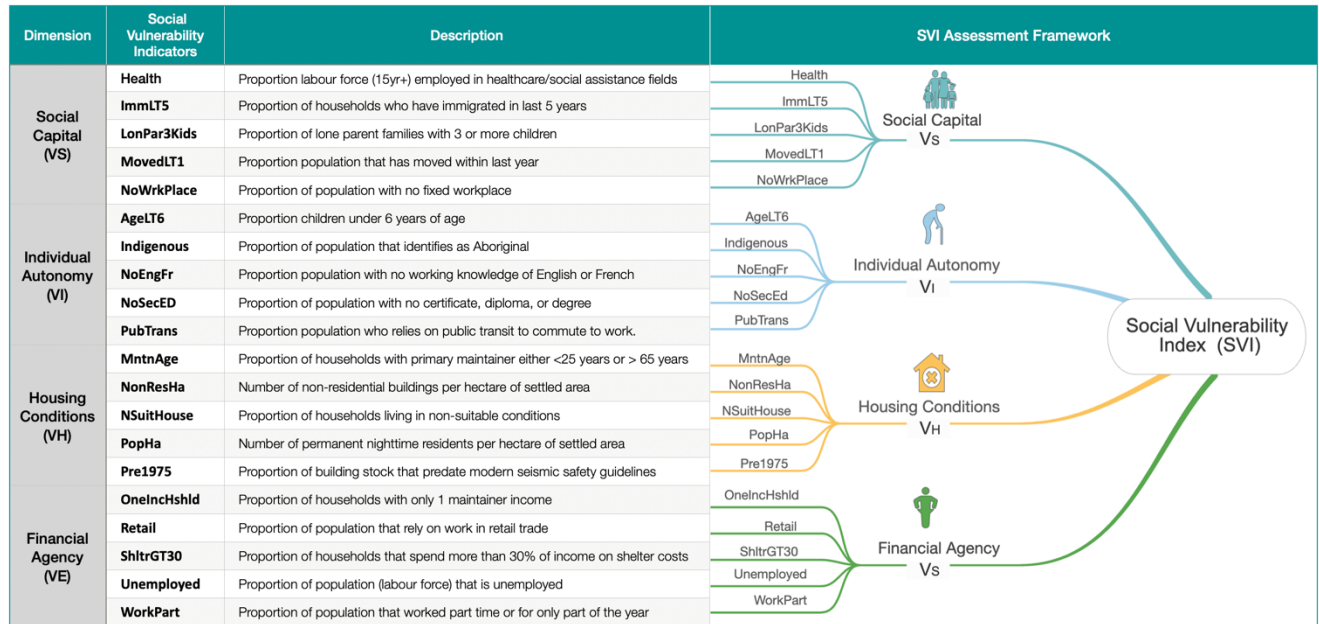 Dimension
Social
Vulnerability
Indicators
Description
SVI Assessment Framework
Social
Capital
(VS)
Health Proportion labour force (15yr+) employed in healthcare/social assistance fields
ImmLT5 Proportion of households who have immigrated in last 5 years
LonPar3Kids Proportion of lone parent families with 3 or more children
MovedLT1 Proportion population that has moved within last year
NoWrkPlace Proportion of population with no fixed workplace
Individual
Autonomy
(VI)
AgeLT6 Proportion children under 6 years of age
Indigenous Proportion of population that identifies as Aboriginal
NoEngFr Proportion population with no working knowledge of English or French
NoSecED Proportion of population with no certificate, diploma, or degree
PubTrans Proportion population who relies on public transit to commute to work.
Housing
Conditions
(VH)
MntnAge Proportion of households with primary maintainer either <25 years or > 65 years
NonResHa Number of non-residential buildings per hectare of settled area
NSuitHouse Proportion of households living in non-suitable conditions
PopHa Number of permanent nighttime residents per hectare of settled area
Pre1975 Proportion of building stock that predate modern seismic safety guidelines
Financial
Agency
(VE)
OneIncHshld Proportion of households with only 1 maintainer income
Retail Proportion of population that rely on work in retail trade
ShltrGT30 Proportion of households that spend more than 30% of income on shelter costs
Unemployed Proportion of population (labour force) that is unemployed
WorkPart Proportion of population that worked part time or for only part of the year
Health
ImmLT5
LonPar3Kids
MovedLT1
NoWrkPlace
Social Capital
Vs
AgeLT6
Indigenous
NoEngFr
NoSecEd
PubTrans
Individual Autonomy
VI
MntnAge
NonResHa
NSuitHouse
PopHa
Pre1975
Housing Conditions
VH
OneIncHshld
Retail
ShltrGT30
Unemployed
WorkPart
Financial Agency
Vs
Social Vulnerability
Index (SVI)